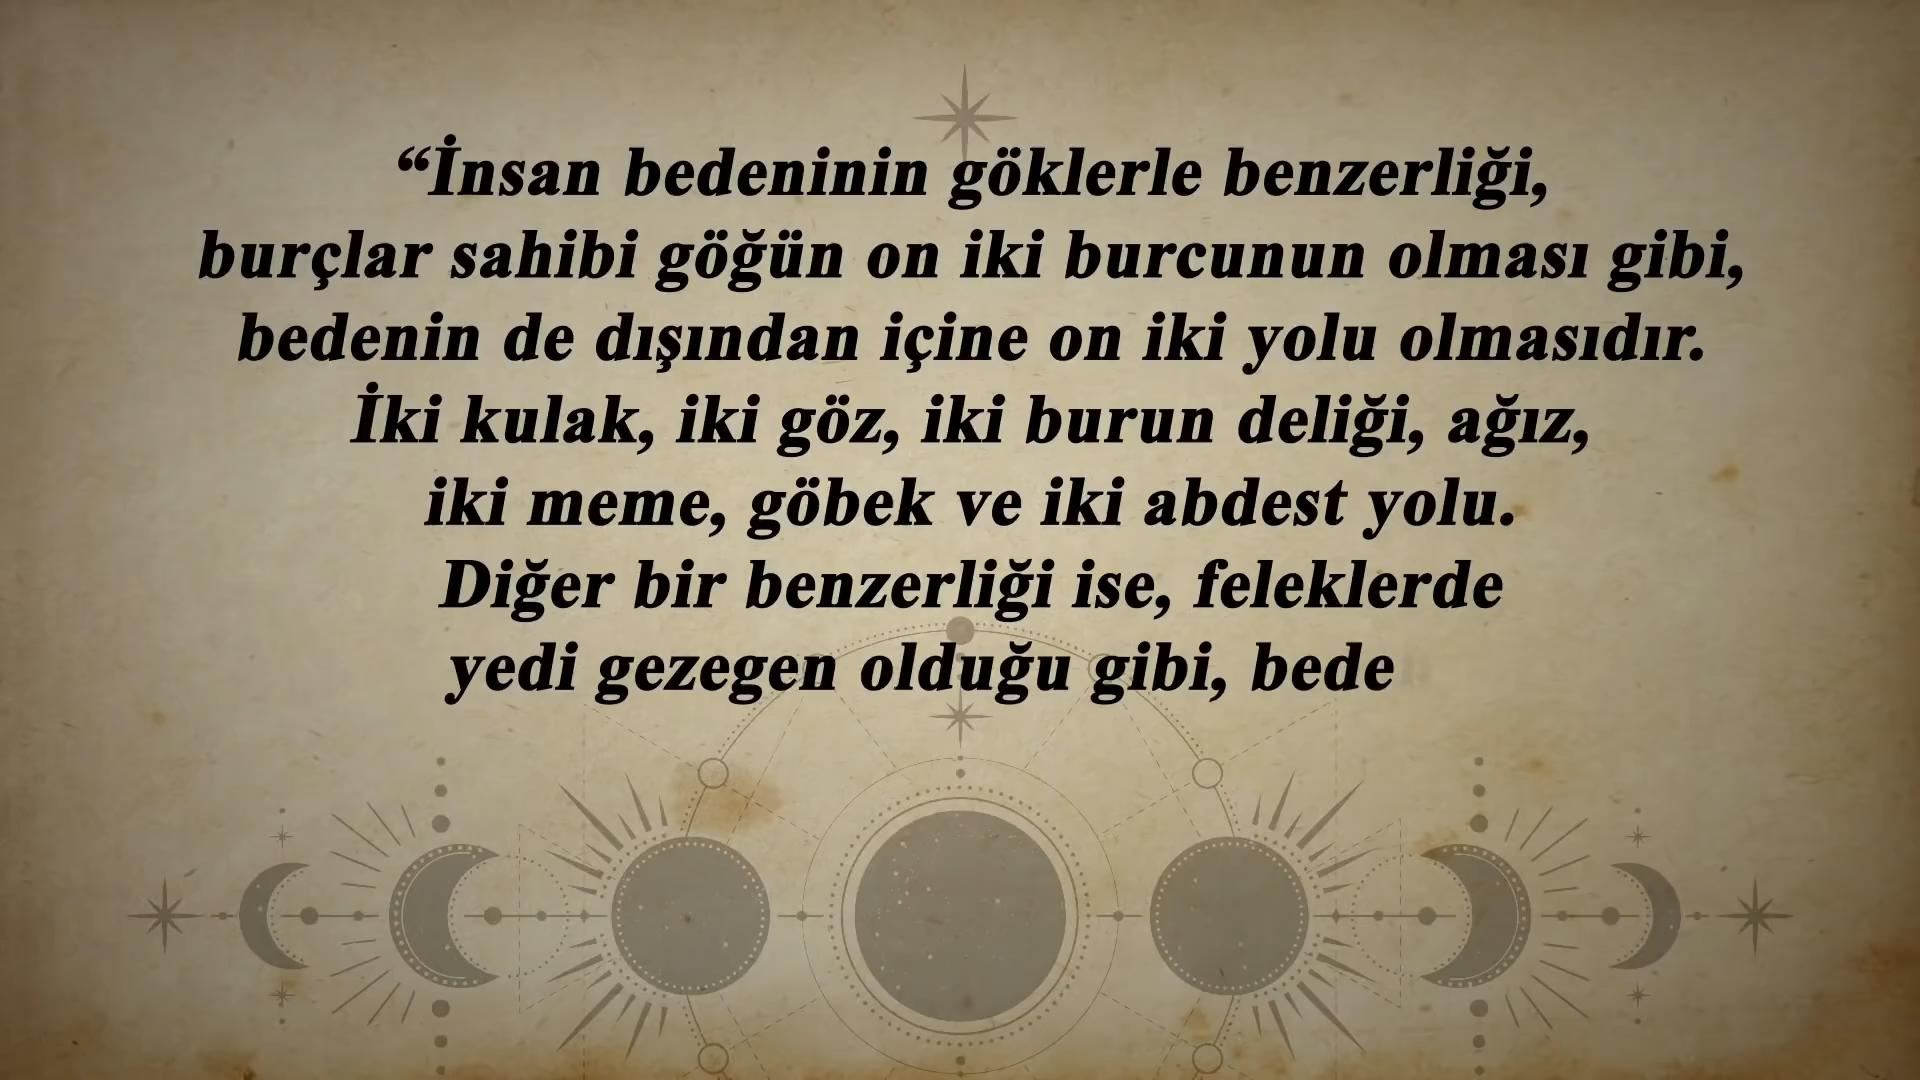 “İnsan bedeninin göklerle benzerliği,
burçlar sahibi göğün on iki burcunun olması gibi,
bedenin de dışından içine on iki yolu olmasıdır.
İki kulak, iki göz, iki burun deliği, ağız,
iki meme, göbek ve iki abdest yolu.
Diğer bir benzerliği ise, feleklerde
yedi gezegen olduğu gibi, bede